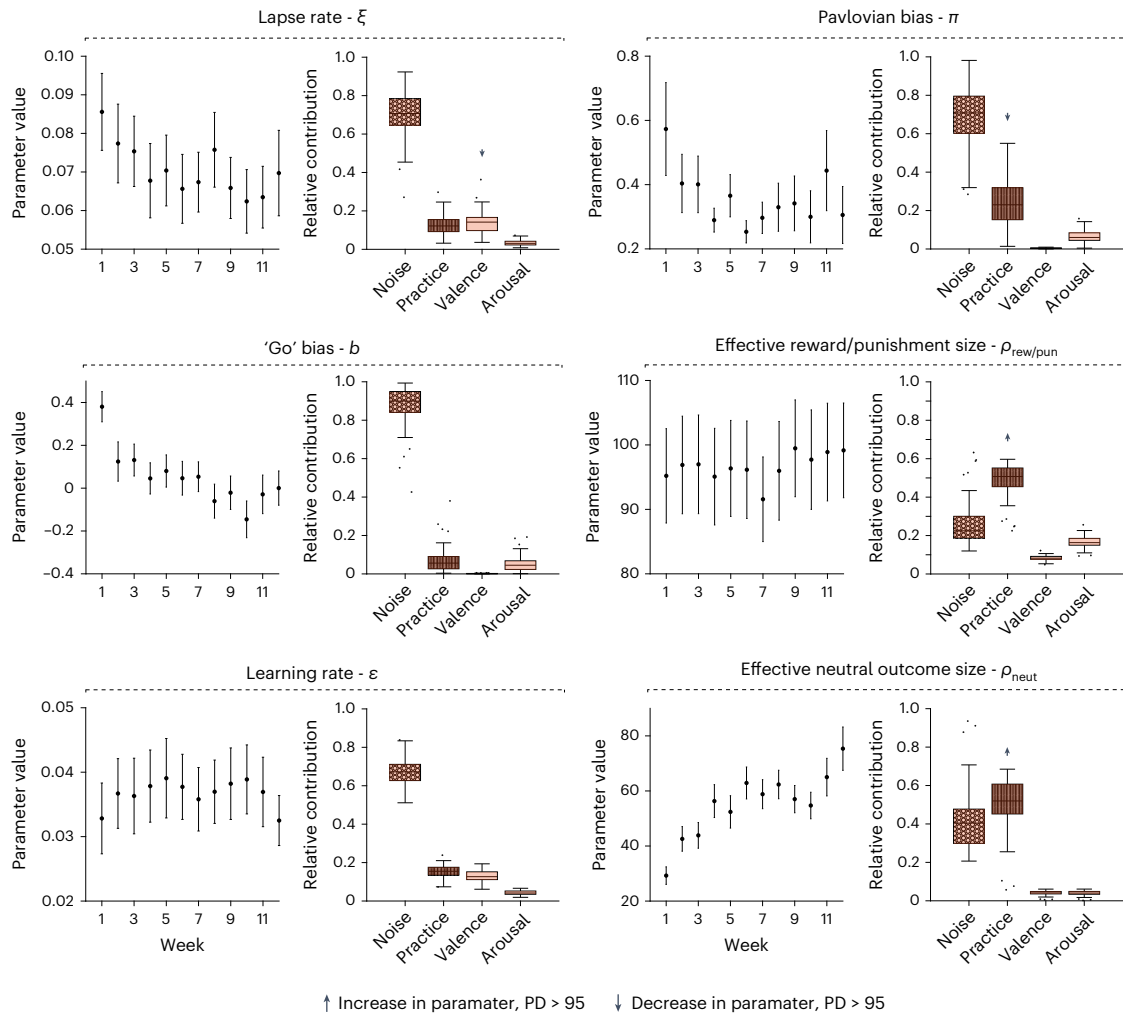 Lapse rate - ξ
Parameter value
0.10
0.09
0.08
0.07
0.06
0.05
1 3 5 7 9 11
Relative contribution
1.0
0.8
0.6
0.4
0.2
0
Noise
Practice
Valence
Arousal
Pavlovian bias - π
Parameter value
0.8
0.6
0.4
0.2
1 3 5 7 9 11
Relative contribution
1.0
0.8
0.6
0.4
0.2
0
Noise
Practice
Valence
Arousal
'Go' bias - b
Parameter value
0.4
0.2
0
−0.2
−0.4
1 3 5 7 9 11
Relative contribution
1.0
0.8
0.6
0.4
0.2
0
Noise
Practice
Valence
Arousal
Effective reward/punishment size - ρrew/pun
Parameter value
110
100
90
80
1 3 5 7 9 11
Relative contribution
1.0
0.8
0.6
0.4
0.2
0
Noise
Practice
Valence
Arousal
Learning rate - ε
Parameter value
0.05
0.04
0.03
0.02
1 3 5 7 9 11
Week
Relative contribution
1.0
0.8
0.6
0.4
0.2
0
Noise
Practice
Valence
Arousal
Effective neutral outcome size - ρneut
Parameter value
80
60
40
20
1 3 5 7 9 11
Week
Relative contribution
1.0
0.8
0.6
0.4
0.2
0
Noise
Practice
Valence
Arousal
↑ Increase in paramater, PD > 95 ↓ Decrease in paramater, PD > 95